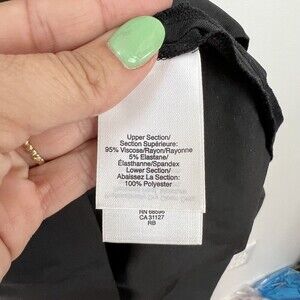 Upper Section/
Section Supérieure:
95% Viscose/Rayon/Rayonne
5% Elastane/
Élasthanne/Spandex
Lower Section/
Abaissez La Section:
100% Polyester
RN 68596
CA 31127
RB